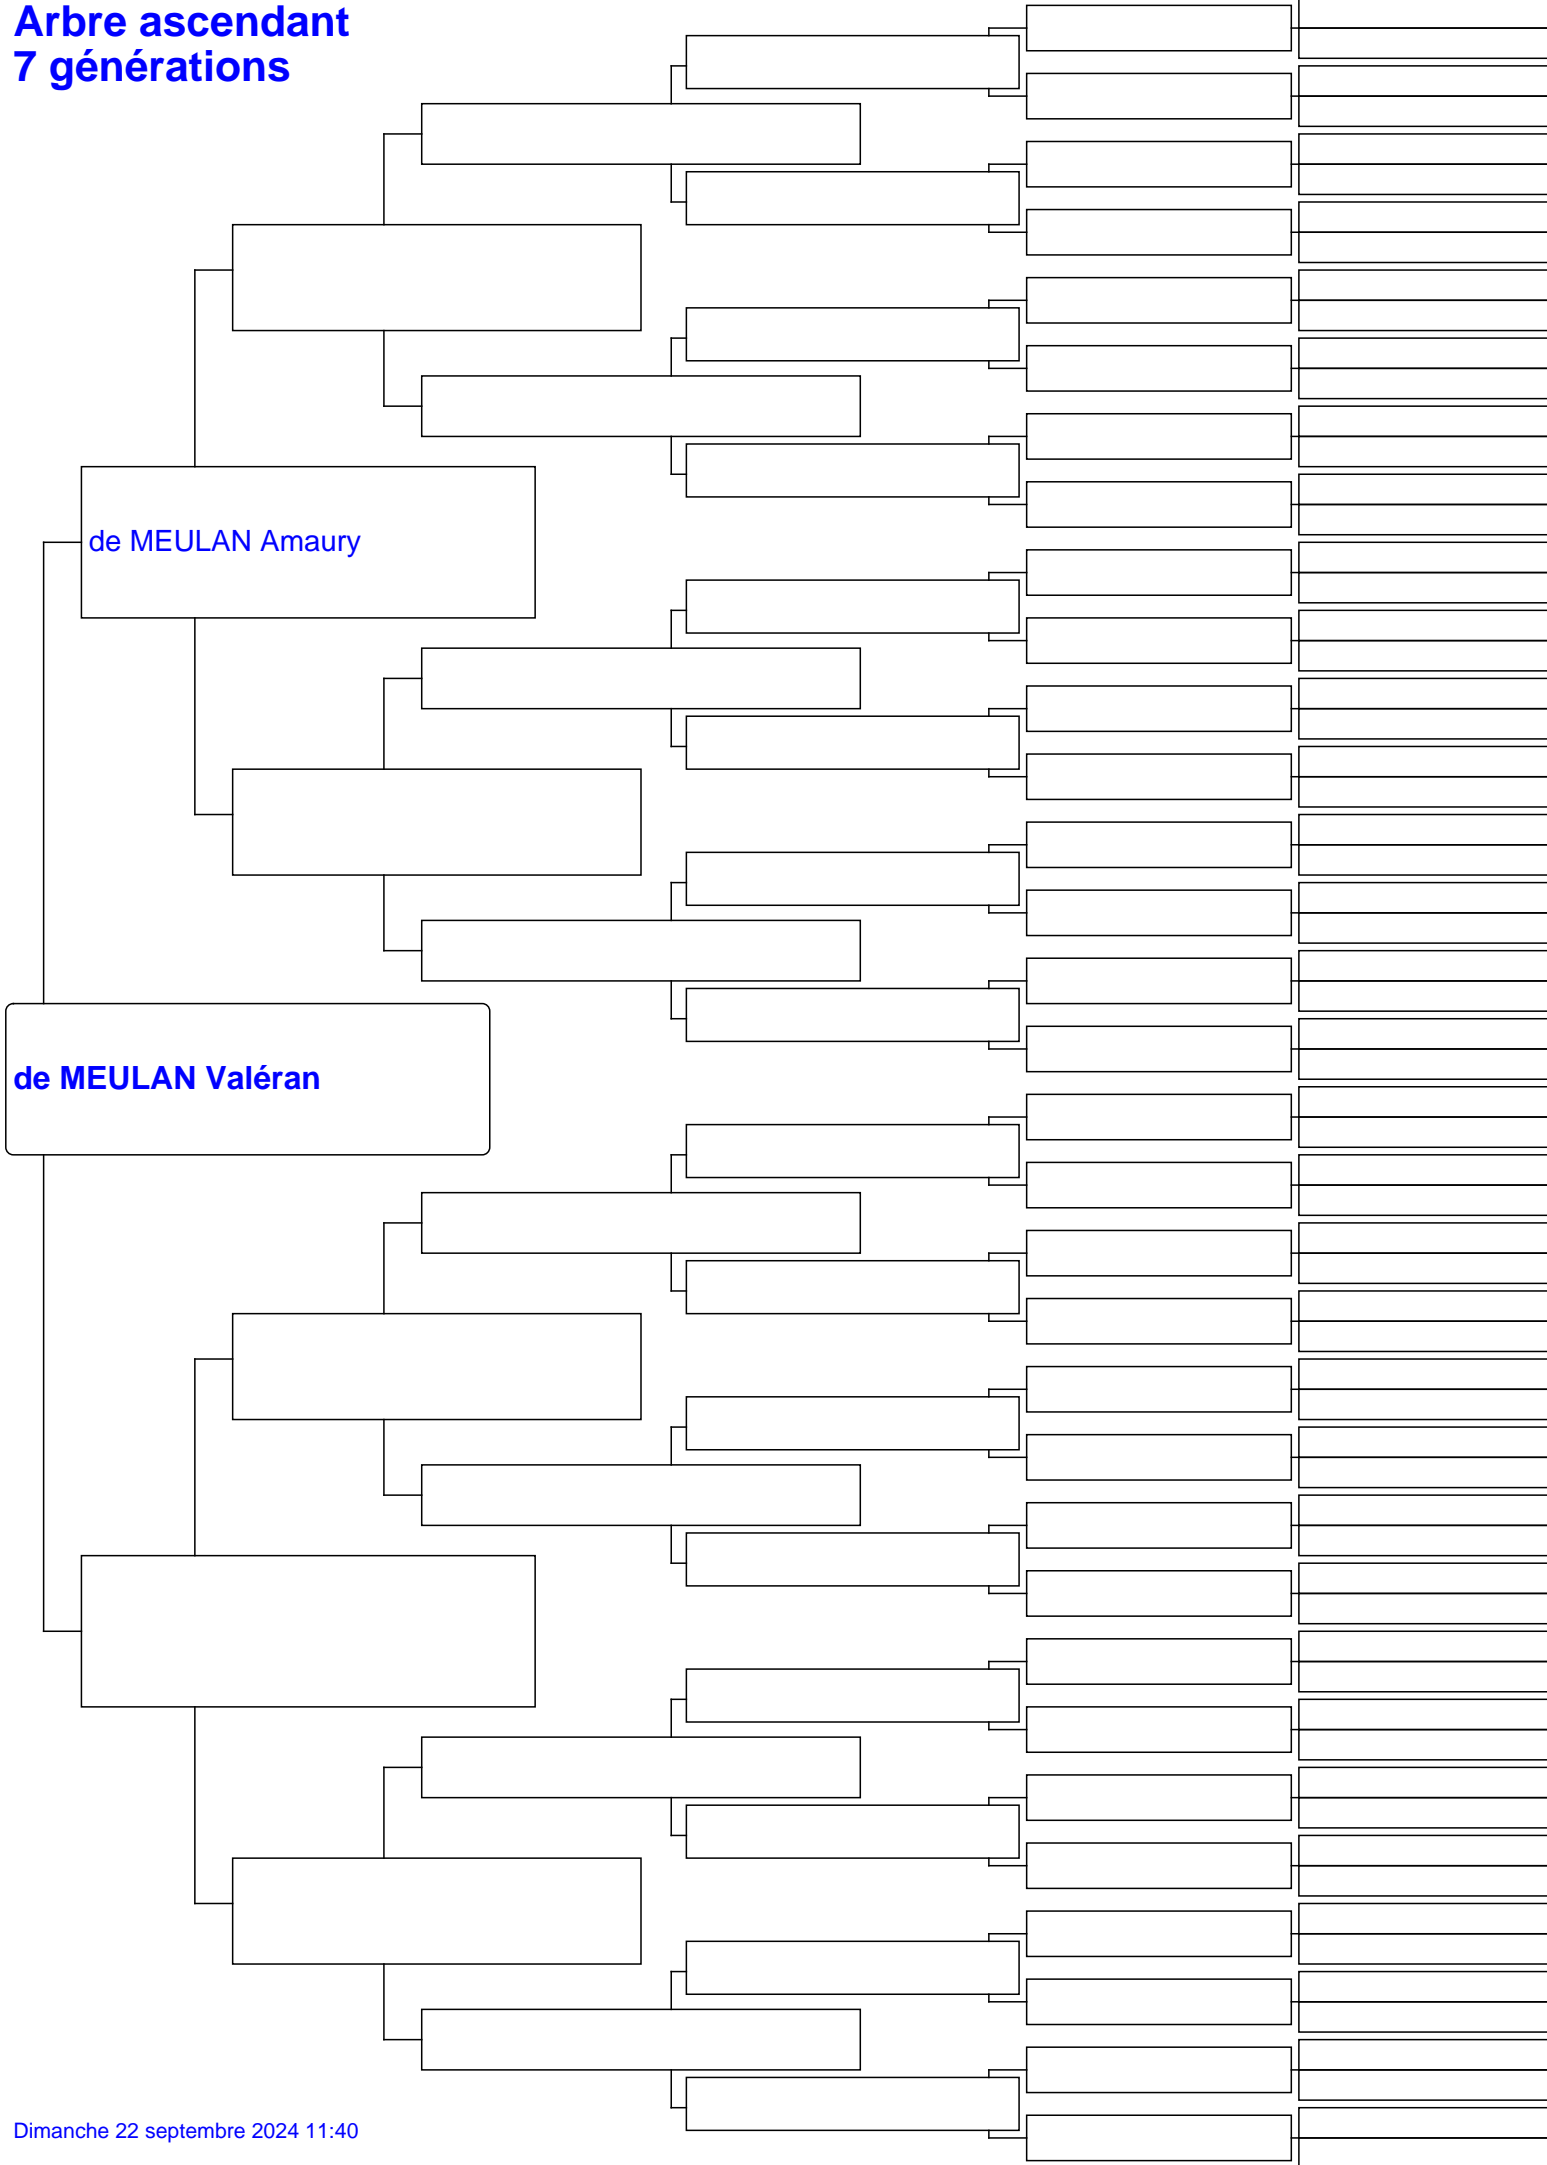 Arbre ascendant
7 générations
de MEULAN Amaury
de MEULAN Valéran
Dimanche 22 septembre 2024 11:40